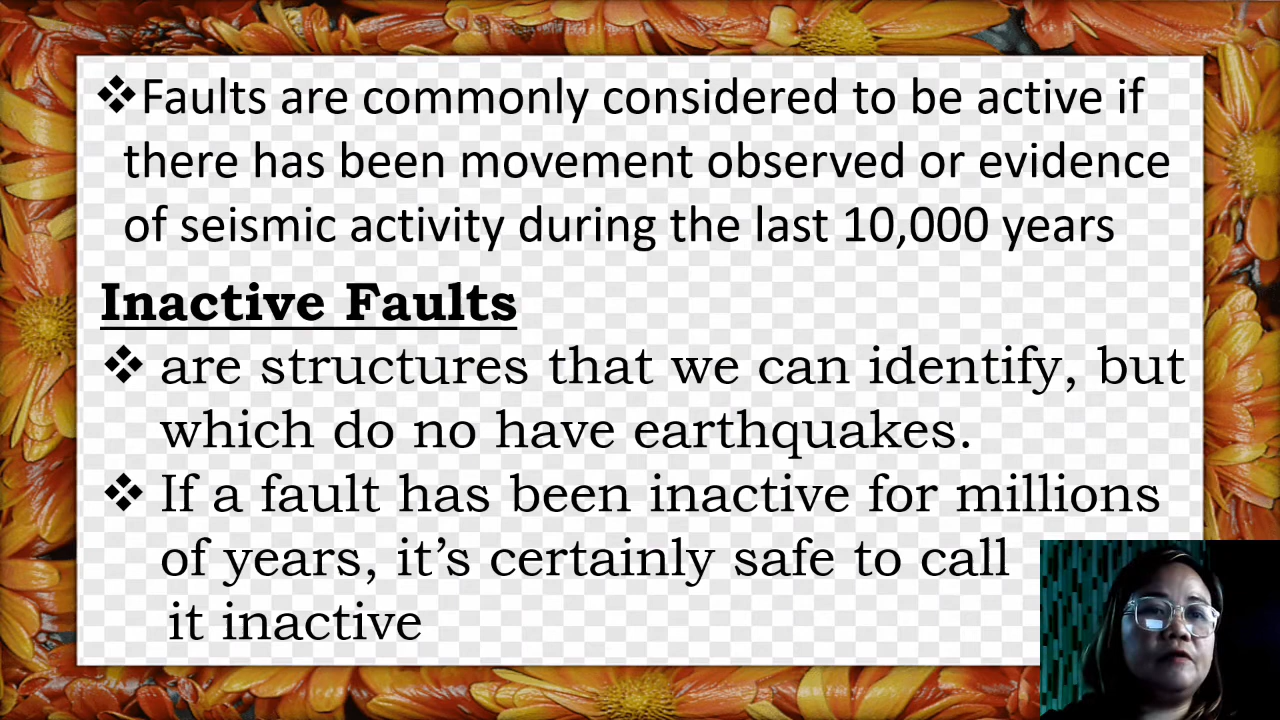 ❖Faults are commonly considered to be active if
there has been movement observed or evidence
of seismic activity during the last 10,000 years
Inactive Faults
❖ are structures that we can identify, but
which do no have earthquakes.
❖ If a fault has been inactive for millions
of years, it’s certainly safe to call
it inactive